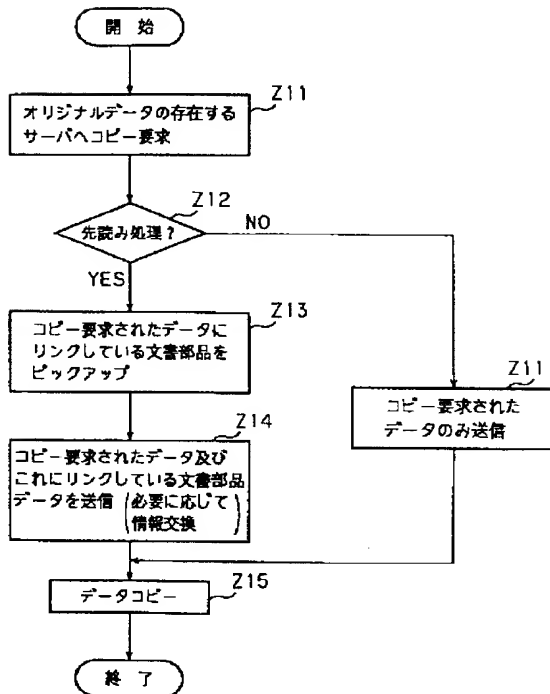 開 始
Z11
オリジナルデータの存在する
サーバへコピー要求
Z12
先読み処理?
NO
YES
Z13
コピー要求されたデータに
リンクしている文書部品を
ピックアップ
Z11
コピー要求された
データのみ送信
Z14
コピー要求されたデータ及び
これにリンクしている文書部品
データを送信(必要に応じて
情報交換)
Z15
データコピー
終 了